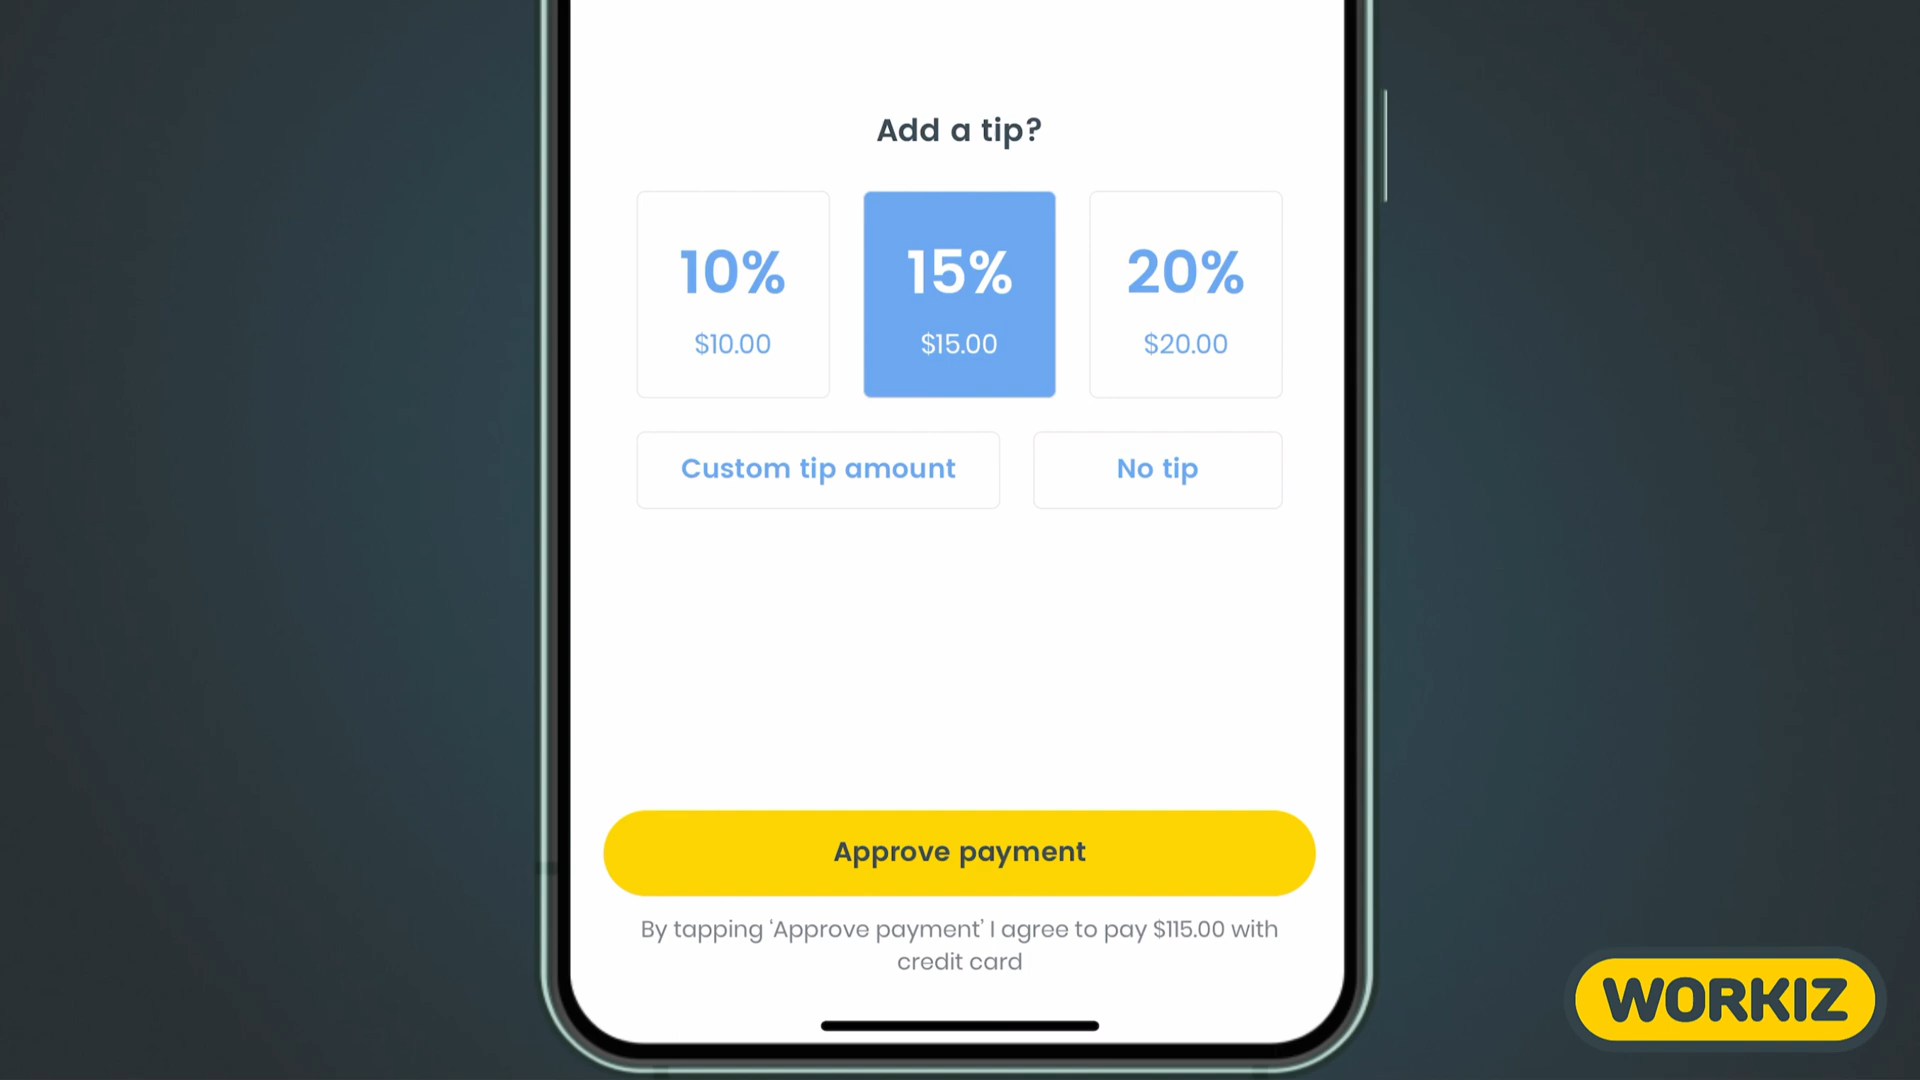 Add a tip?
10%
$10.00
15%
$15.00
20%
$20.00
Custom tip amount
No tip
Approve payment
By tapping ‘Approve payment’ I agree to pay $115.00 with
credit card
WORKIZ